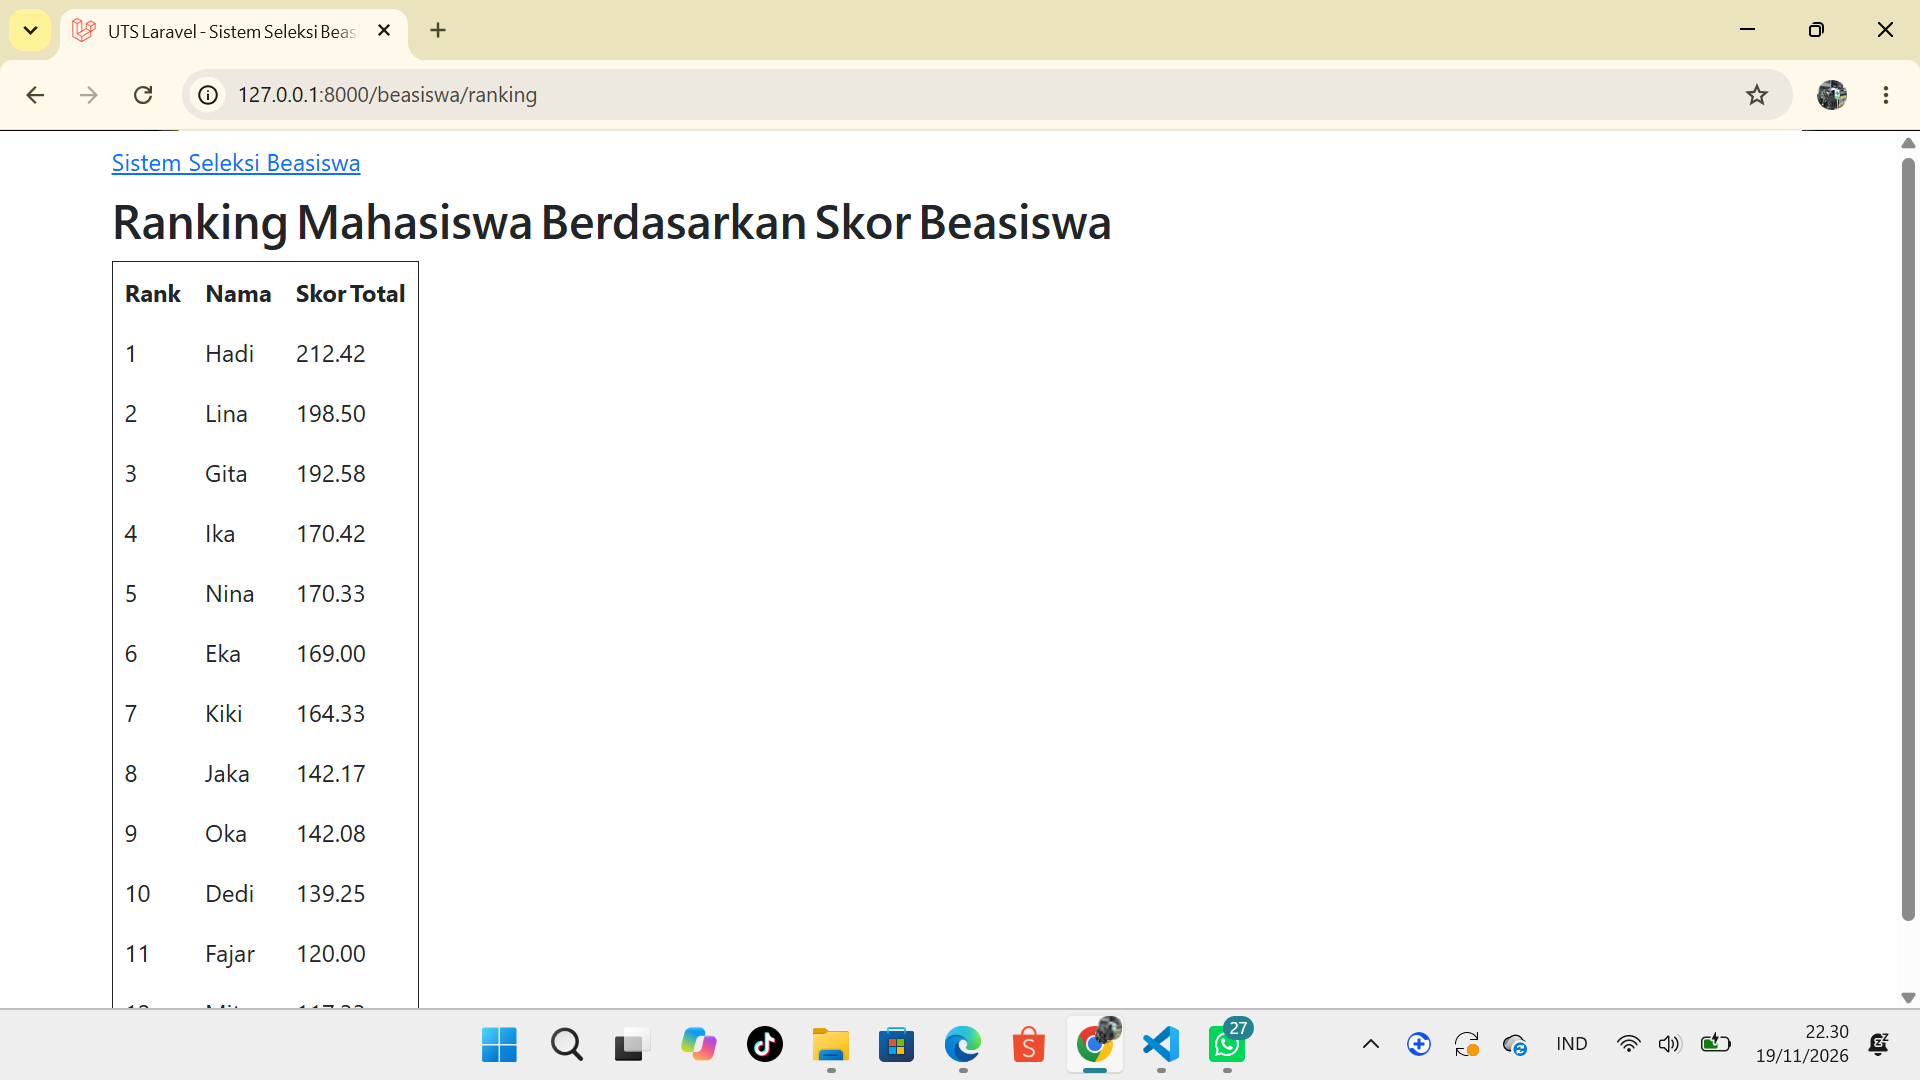 UTS Laravel - Sistem Seleksi Beas
127.0.0.1:8000/beasiswa/ranking
Sistem Seleksi Beasiswa
Ranking Mahasiswa Berdasarkan Skor Beasiswa
Rank Nama Skor Total
1 Hadi 212.42
2 Lina 198.50
3 Gita 192.58
4 Ika 170.42
5 Nina 170.33
6 Eka 169.00
7 Kiki 164.33
8 Jaka 142.17
9 Oka 142.08
10 Dedi 139.25
11 Fajar 120.00
27
IND
22.30
19/11/2026